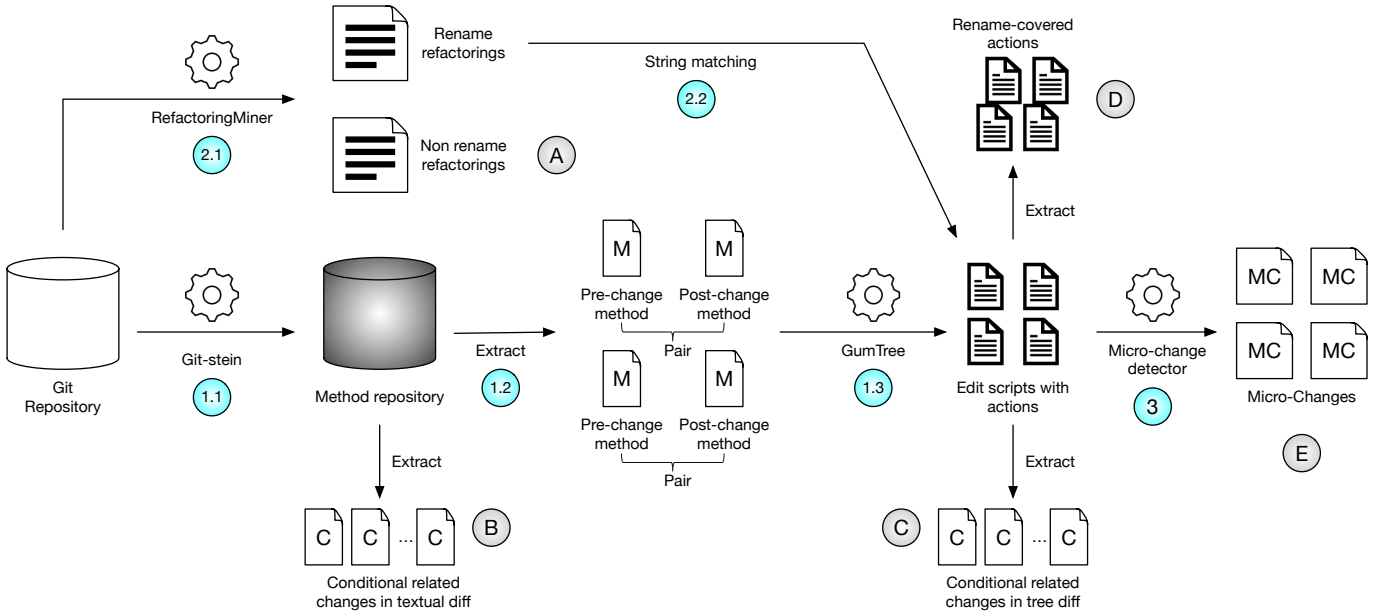 Rename
refactorings
RefactoringMiner
2.1
Non rename
refactorings
A
String matching
2.2
Rename-covered
actions
D
Extract
Git
Repository
Git-stein
1.1
Method repository
Extract
1.2
M
M
Pre-change
method
Post-change
method
Pair
M
M
Pre-change
method
Post-change
method
Pair
GumTree
1.3
Edit scripts with
actions
Micro-change
detector
3
MC
MC
MC
MC
Micro-Changes
E
Extract
C
C
...
C
B
Conditional related
changes in textual diff
Extract
C
C
C
...
C
Conditional related
changes in tree diff